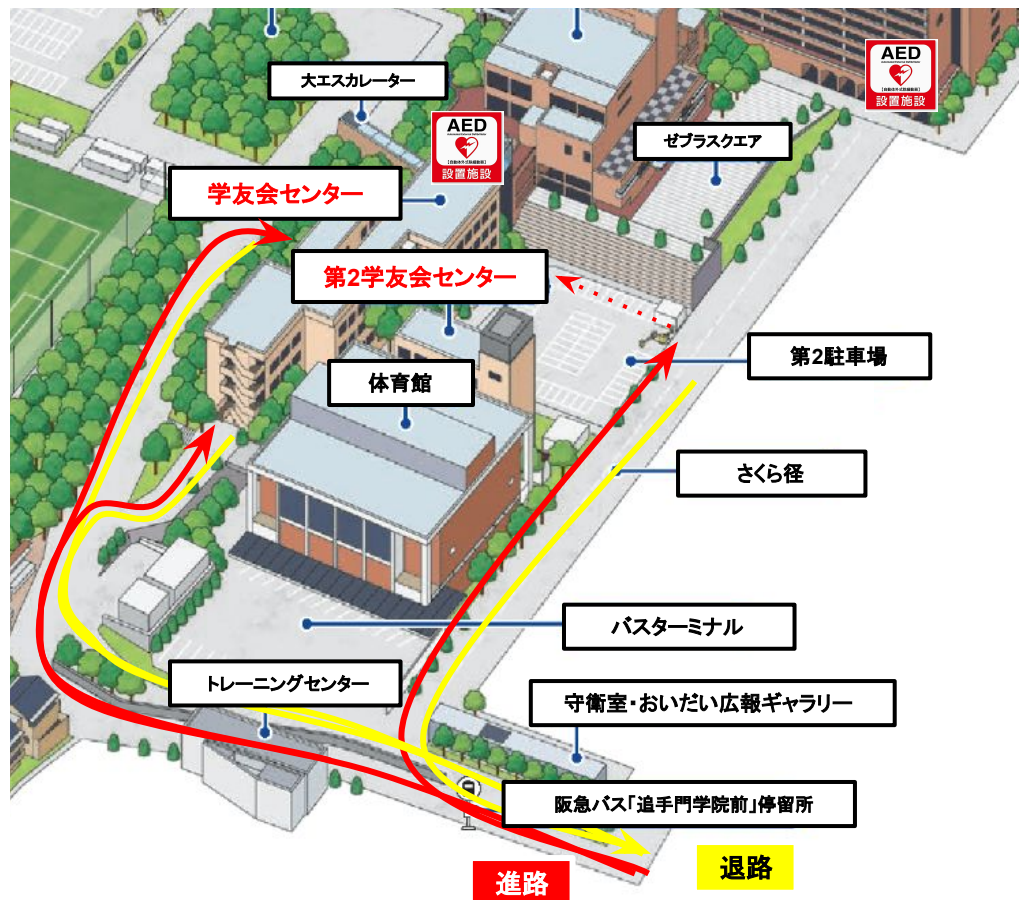 大エスカレーター
AED
設置施設
AED
設置施設
ゼブラスクエア
学友会センター
第2学友会センター
第2駐車場
体育館
さくら径
バスターミナル
トレーニングセンター
守衛室・おいだい広報ギャラリー
阪急バス「追手門学院前」停留所
進路
退路